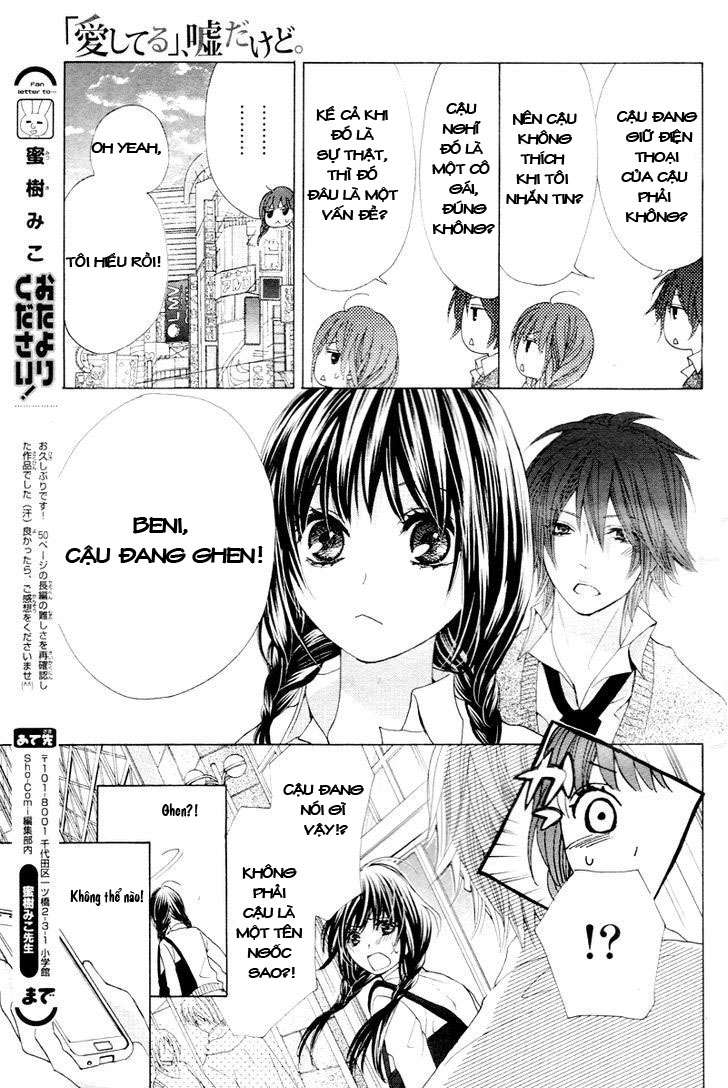 「愛してる」、嘘だけど。
CẬU ĐANG
GIỮ ĐIỆN
THOẠI
CỦA CẬU
PHẢI
KHÔNG?
NÊN CẬU
KHÔNG
THÍCH
KHI TÔI
NHẮN TIN?
CẬU
NGHĨ
ĐÓ LÀ
MỘT CÔ
GÁI,
ĐÚNG
KHÔNG?
KỂ CẢ KHI
ĐÓ LÀ
SỰ THẬT,
THÌ ĐÓ
ĐÂU LÀ MỘT
VẤN ĐỀ?
OH YEAH,
TÔI HIỂU RỒI!
LMV
BENI,
CẬU ĐANG GHEN!
!?
CẬU ĐANG
NÓI GÌ
VẬY!?
KHÔNG
PHẢI
CẬU LÀ
MỘT TÊN
NGỐC
SAO?!
Ghen?!
Không thể nào!
Fan
letter to…
蜜樹みこ
おたより
ください!
お久しぶりです! 50ページの長編の難しさを再確認し
た作品でした(汗)良かったら、ご感想をくださいませ(^^)
あて先
〒101-8001 千代田区一ツ橋2-3-1 小学館
Sho-Comi編集部内
蜜樹みこ先生
まで